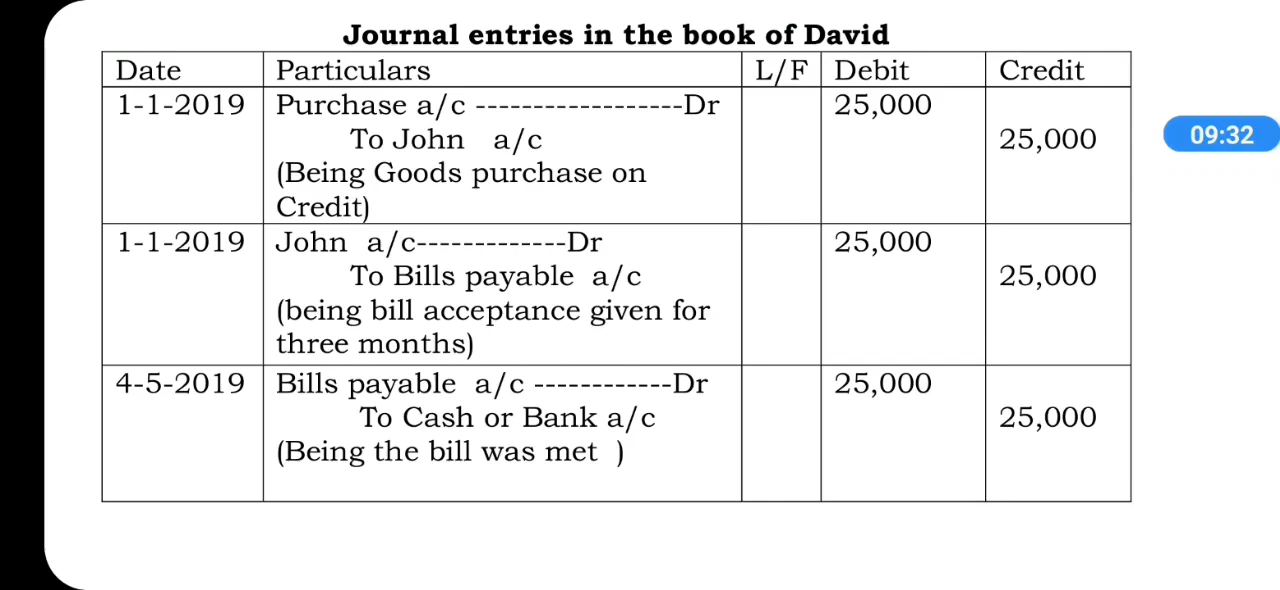 Journal entries in the book of David
Date Particulars L/F Debit Credit
1-1-2019 Purchase a/c ------------------Dr 25,000
To John a/c 25,000
(Being Goods purchase on
Credit)
1-1-2019 John a/c-------------Dr 25,000
To Bills payable a/c 25,000
(being bill acceptance given for
three months)
4-5-2019 Bills payable a/c ------------Dr 25,000
To Cash or Bank a/c 25,000
(Being the bill was met )
09:32